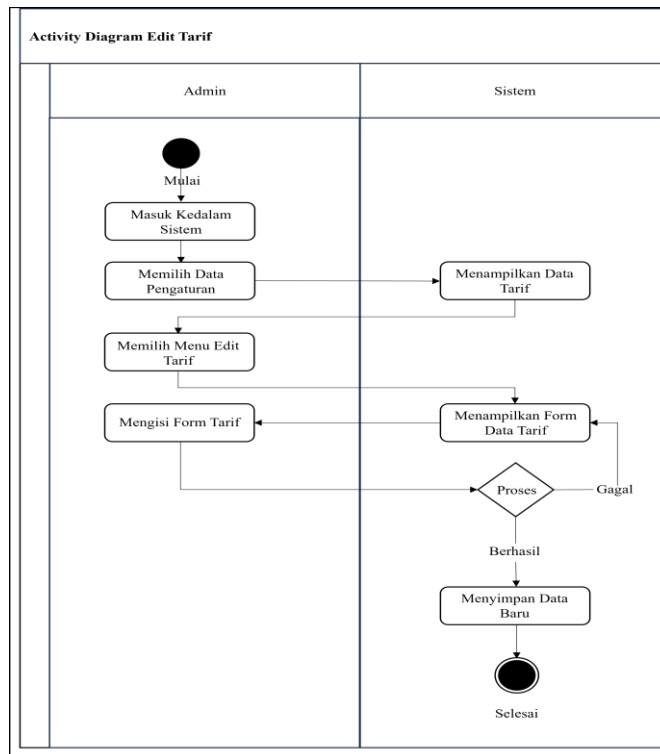 Activity Diagram Edit Tarif
Admin
Sistem
Mulai
Masuk Kedalam
Sistem
Memilih Data
Pengaturan
Menampilkan Data
Tarif
Memilih Menu Edit
Tarif
Mengisi Form Tarif
Menampilkan Form
Data Tarif
Proses
Gagal
Berhasil
Menyimpan Data
Baru
Selesai